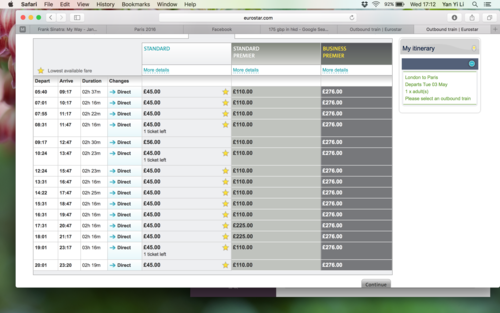 Safari File Edit View History Bookmarks Window Help 92% Wed 17:12 Yan Yi Li
eurostar.com
Paris 2016 Facebook Outbound train | Eurostar Outbound train | Eurostar
STANDARD STANDARD PREMIER BUSINESS PREMIER
Lowest available fare More details More details More details
Depart Arrive Duration Changes
05:40 09:17 02h 37m Direct £45.00 £110.00 £276.00
07:01 10:17 02h 16m Direct £45.00 £110.00 £276.00
07:55 11:17 02h 22m Direct £45.00 £110.00 £276.00
08:31 11:47 02h 16m Direct £45.00 £110.00 £276.00
1 ticket left
09:17 12:47 02h 30m Direct £56.00 £110.00 £276.00
10:24 13:47 02h 23m Direct £45.00 £110.00 £276.00
1 ticket left
12:24 15:47 02h 23m Direct £45.00 £110.00 £276.00
13:31 16:47 02h 16m Direct £45.00 £110.00 £276.00
14:22 17:47 02h 25m Direct £45.00 £110.00 £276.00
15:31 18:47 02h 16m Direct £45.00 £110.00 £276.00
16:31 19:47 02h 16m Direct £45.00 £110.00 £276.00
17:31 20:47 02h 16m Direct £45.00 £225.00 £276.00
18:01 21:17 02h 16m Direct £45.00 £225.00 £276.00
19:01 22:17 03h 16m Direct £45.00 £110.00 £276.00
1 ticket left
20:01 23:20 02h 19m Direct £45.00 £110.00 £276.00
Continue
My itinerary
London to Paris
Departs Tue 03 May
1 x adult(s)
Please select an outbound train